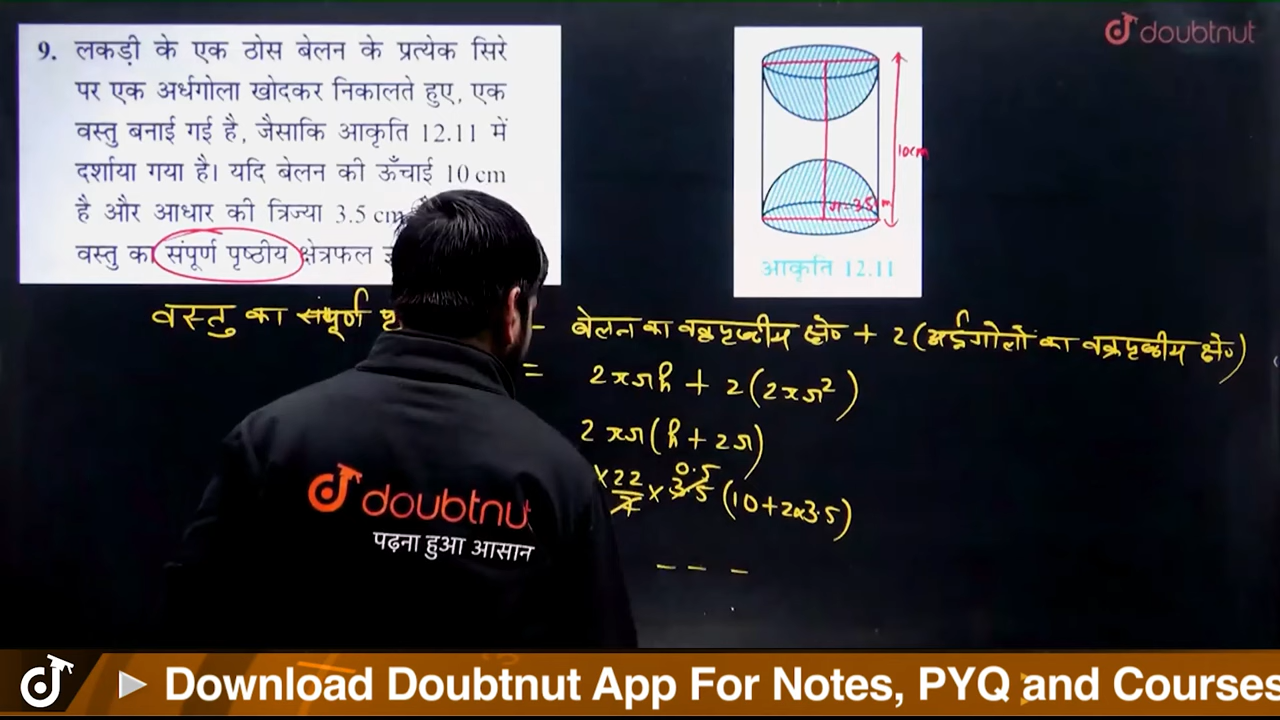 doubtnut
9. लकड़ी के एक ठोस बेलन के प्रत्येक सिरे
पर एक अर्धगोला खोदकर निकालते हुए, एक
वस्तु बनाई गई है, जैसाकि आकृति 12.11 में
दर्शाया गया है। यदि बेलन की ऊँचाई 10 cm
है और आधार की त्रिज्या 3.5 cm
वस्तु का संपूर्ण पृष्ठीय क्षेत्रफल
10cm
आकृति 12.11
वस्तु का संपूर्ण
बेलन का वक्रपृष्ठीय क्षे० + 2(अर्द्धगोलों का वक्रपृष्ठीय क्षे०)
= 2πrh + 2(2πr²)
2πr(h + 2r)
× 22/7 × 3.5 0.5 (10+2×3.5)
_ _ _
doubtnut
पढ़ना हुआ आसान
Download Doubtnut App For Notes, PYQ and Courses